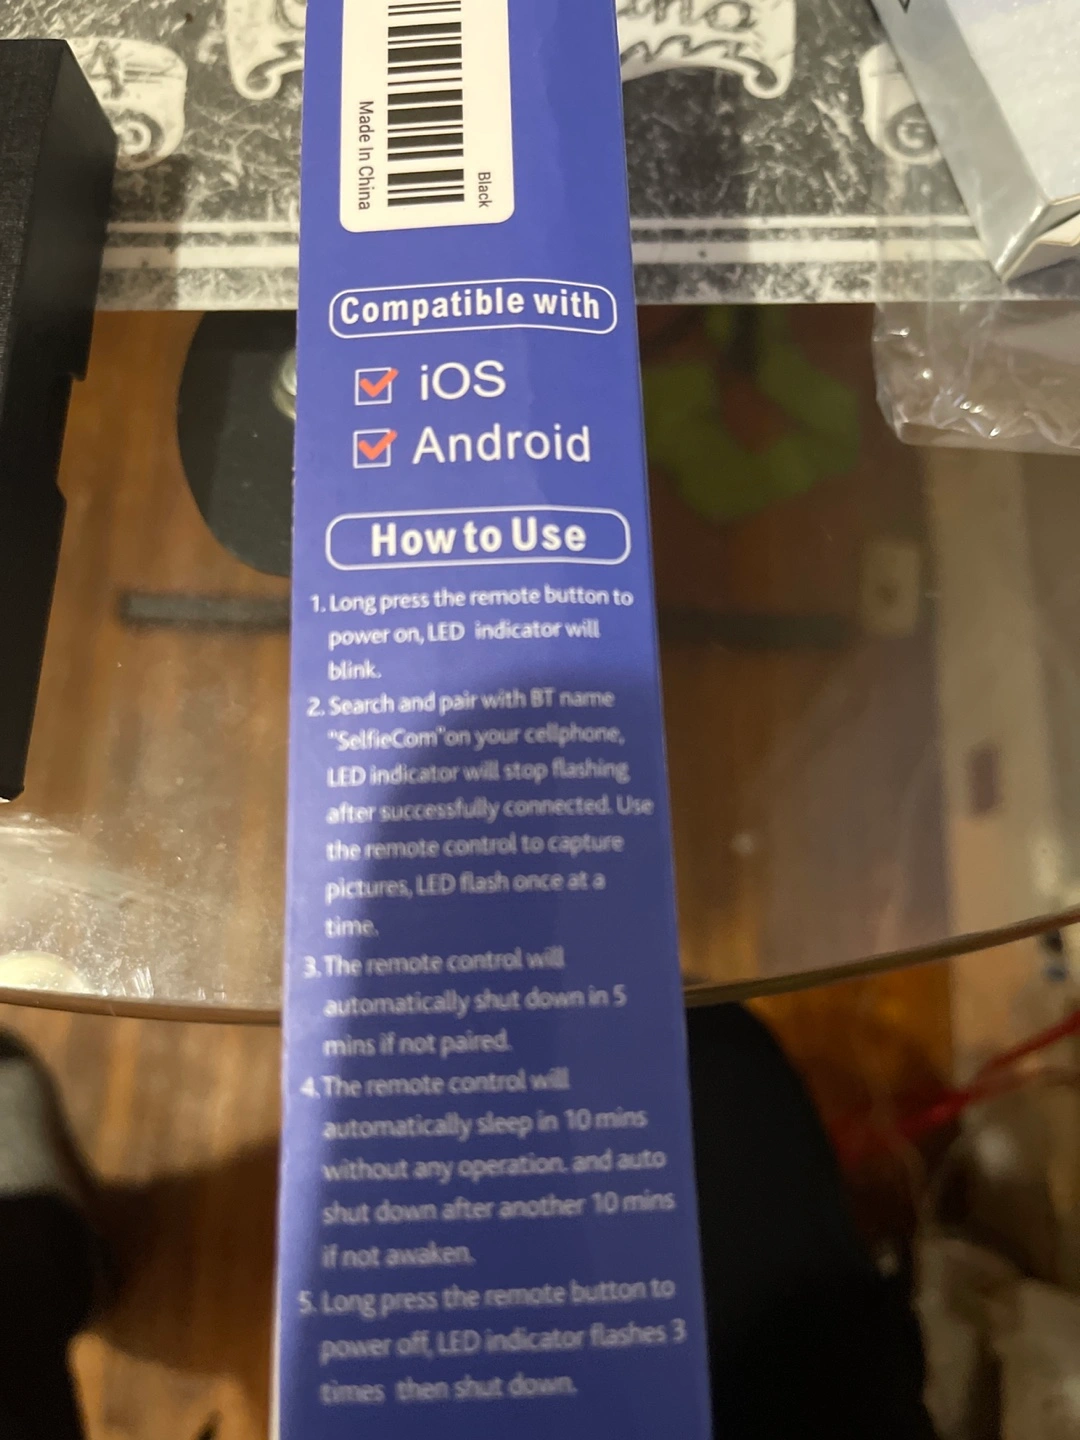 Made In China
Black
Compatible with
iOS
Android
How to Use
1. Long press the remote button to
power on, LED indicator will
blink.
2. Search and pair with BT name
"SelfieCom"on your cellphone,
LED indicator will stop flashing
after successfully connected. Use
the remote control to capture
pictures, LED flash once at a
time.
3. The remote control will
automatically shut down in 5
mins if not paired.
4. The remote control will
automatically sleep in 10 mins
without any operation, and auto
shut down after another 10 mins
if not awaken.
5. Long press the remote button to
power off, LED indicator flashes 3
times then shut down.